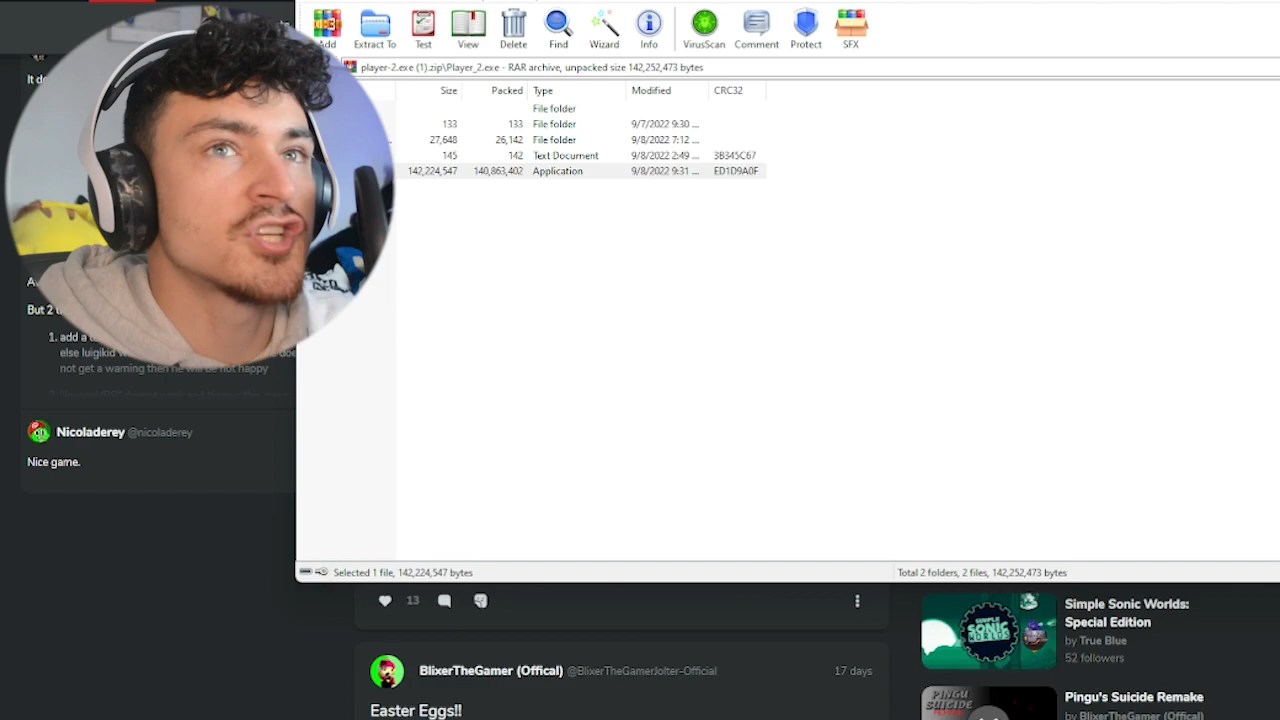 Add
Extract To
Test
View
Delete
Find
Wizard
Info
VirusScan
Comment
Protect
SFX
player-2.exe (1).zip\Player_2.exe - RAR archive, unpacked size 142,252,473 bytes
Size Packed Type Modified CRC32
File folder
133 133 File folder 9/7/2022 9:30 ...
27,648 26,142 File folder 9/8/2022 7:12 ...
145 142 Text Document 9/8/2022 2:49 ... 3B345C67
142,224,547 140,863,402 Application 9/8/2022 9:31 ... ED1D9A0F
But 2
1. add a
else luigikid
not get a warning then he will be not happy
Nicoladerey @nicoladerey
Nice game.
Selected 1 file, 142,224,547 bytes
Total 2 folders, 2 files, 142,252,473 bytes
13
BlixerTheGamer (Offical) @BlixerTheGamerJolter-Official 17 days
Easter Eggs!!
SIMPLE
SONIC
WORLDS
Simple Sonic Worlds:
Special Edition
by True Blue
52 followers
PINGU
SUICIDE
Pingu's Suicide Remake
by BlixerTheGamer (Offical)